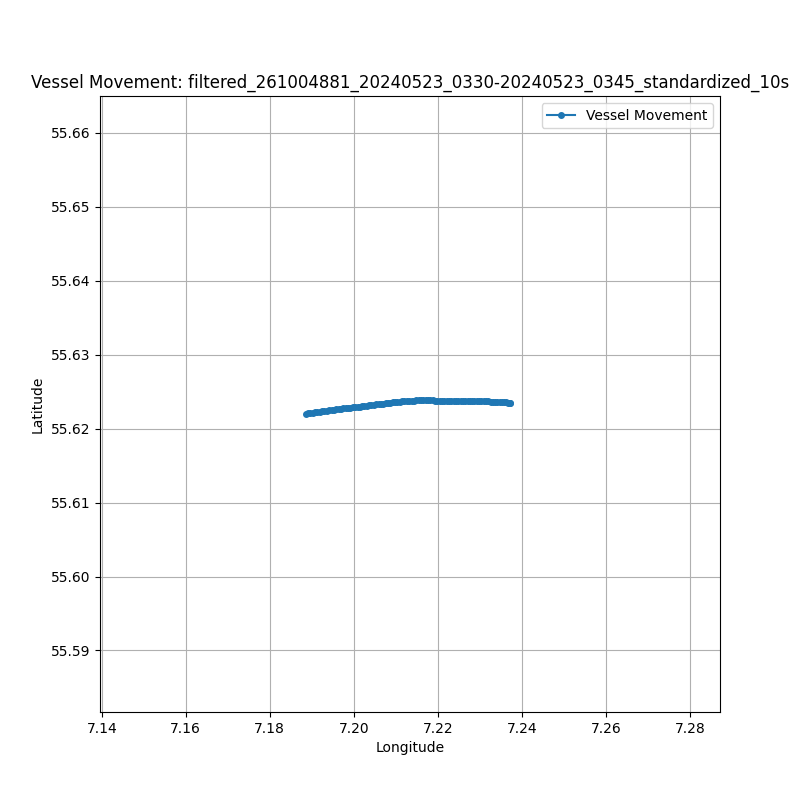 Vessel Movement: filtered_261004881_20240523_0330-20240523_0345_standardized_10s
Vessel Movement
55.66
55.65
55.64
55.63
55.62
55.61
55.60
55.59
Latitude
7.14 7.16 7.18 7.20 7.22 7.24 7.26 7.28
Longitude